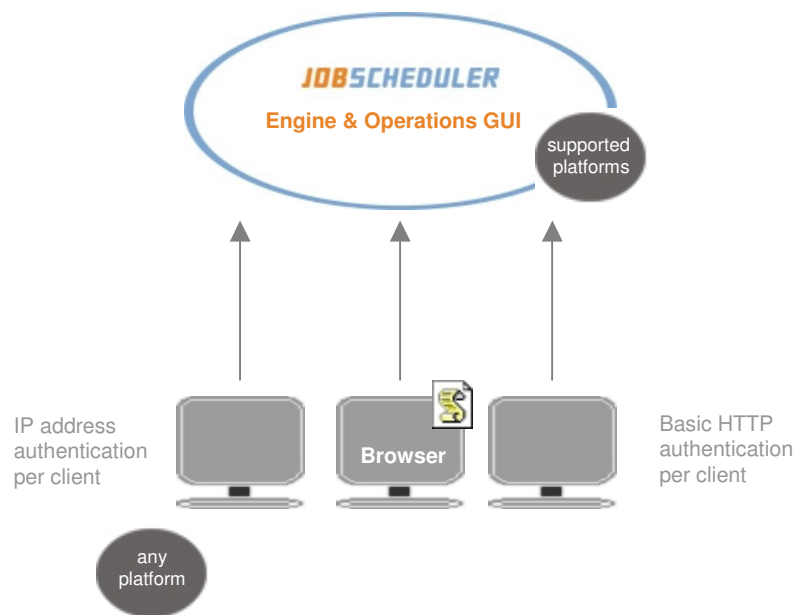 JOBSCHEDULER
Engine & Operations GUI
supported
platforms
IP address
authentication
per client
Browser
Basic HTTP
authentication
per client
any
platform